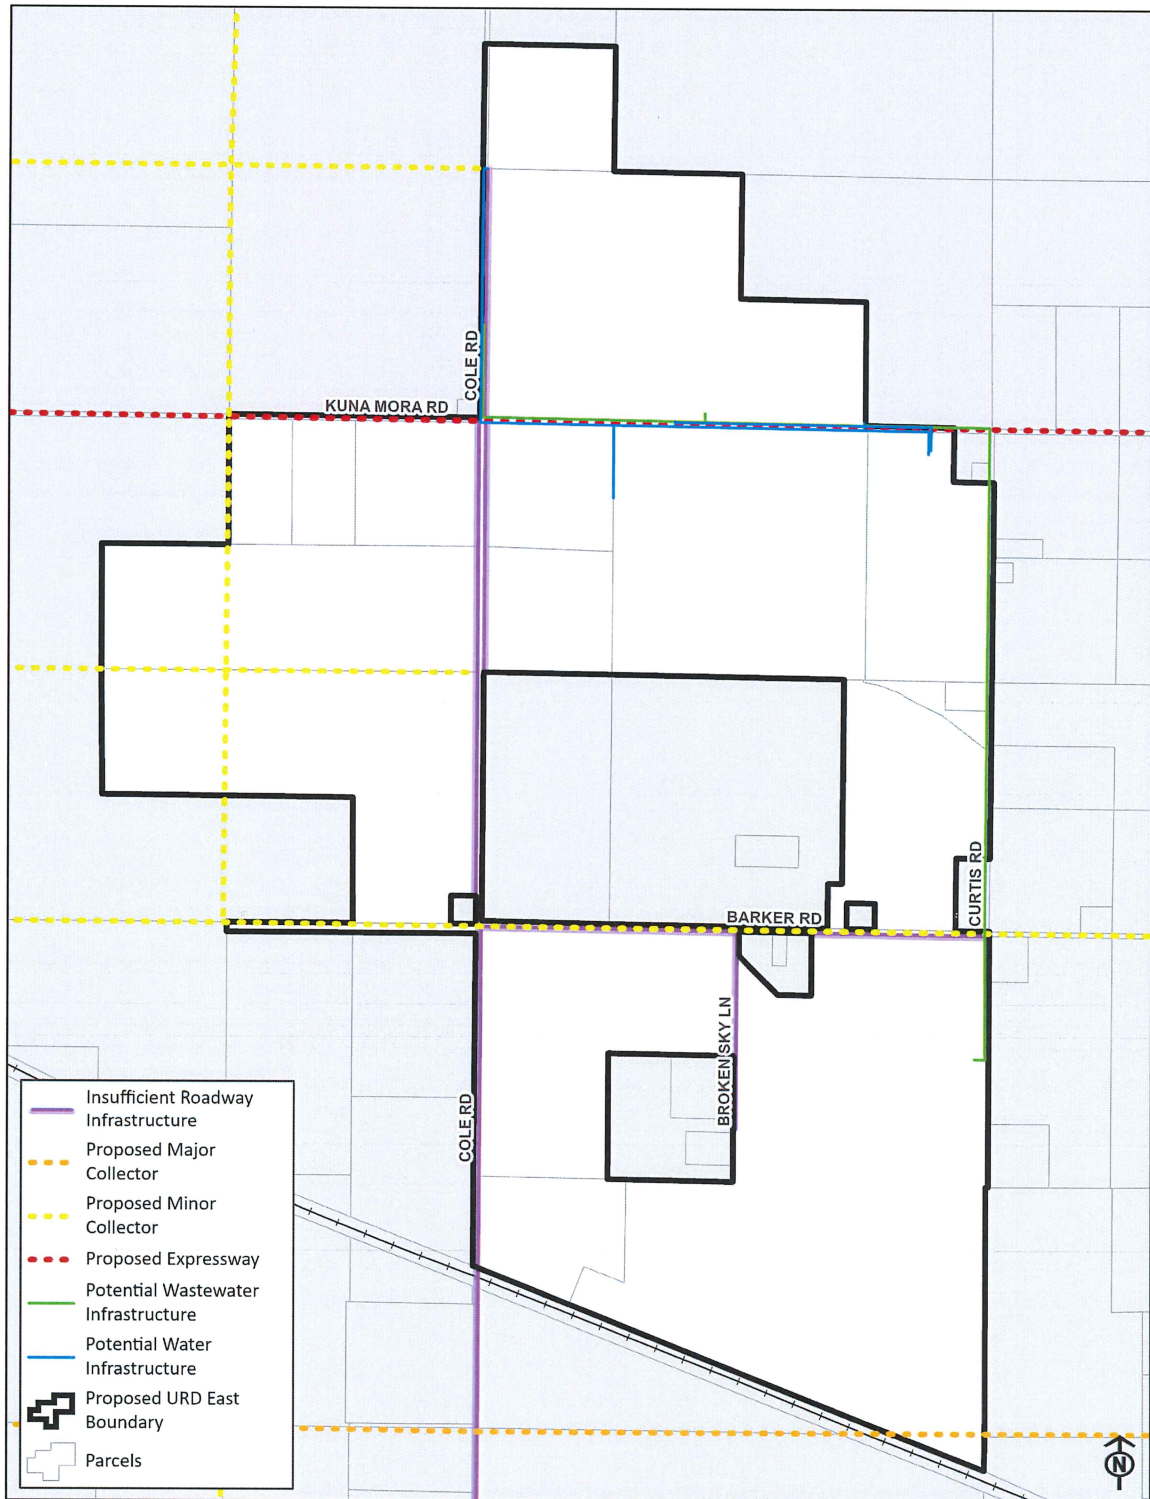 COLE RD
KUNA MORA RD
CURTIS RD
BARKER RD
BROKEN SKY LN
COLE RD
Insufficient Roadway
Infrastructure
Proposed Major
Collector
Proposed Minor
Collector
Proposed Expressway
Potential Wastewater
Infrastructure
Potential Water
Infrastructure
Proposed URD East
Boundary
Parcels
N